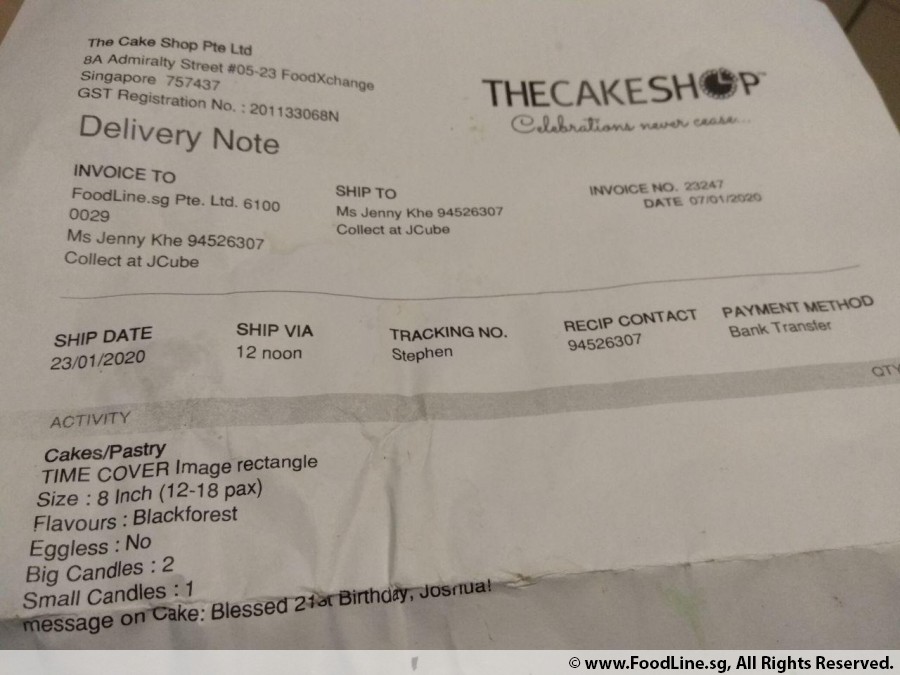 The Cake Shop Pte Ltd
8A Admiralty Street #05-23 FoodXchange
Singapore 757437
GST Registration No. : 201133068N
THECAKESHOP™
Celebrations never cease...
Delivery Note
INVOICE TO
FoodLine.sg Pte. Ltd. 6100
0029
Ms Jenny Khe 94526307
Collect at JCube
SHIP TO
Ms Jenny Khe 94526307
Collect at JCube
INVOICE NO. 23247
DATE 07/01/2020
SHIP DATE
23/01/2020
SHIP VIA
12 noon
TRACKING NO.
Stephen
RECIP CONTACT
94526307
PAYMENT METHOD
Bank Transfer
ACTIVITY
QTY
Cakes/Pastry
TIME COVER Image rectangle
Size : 8 Inch (12-18 pax)
Flavours : Blackforest
Eggless : No
Big Candles : 2
Small Candles : 1
message on Cake: Blessed 21st Birthday, Joshua!
© www.FoodLine.sg, All Rights Reserved.